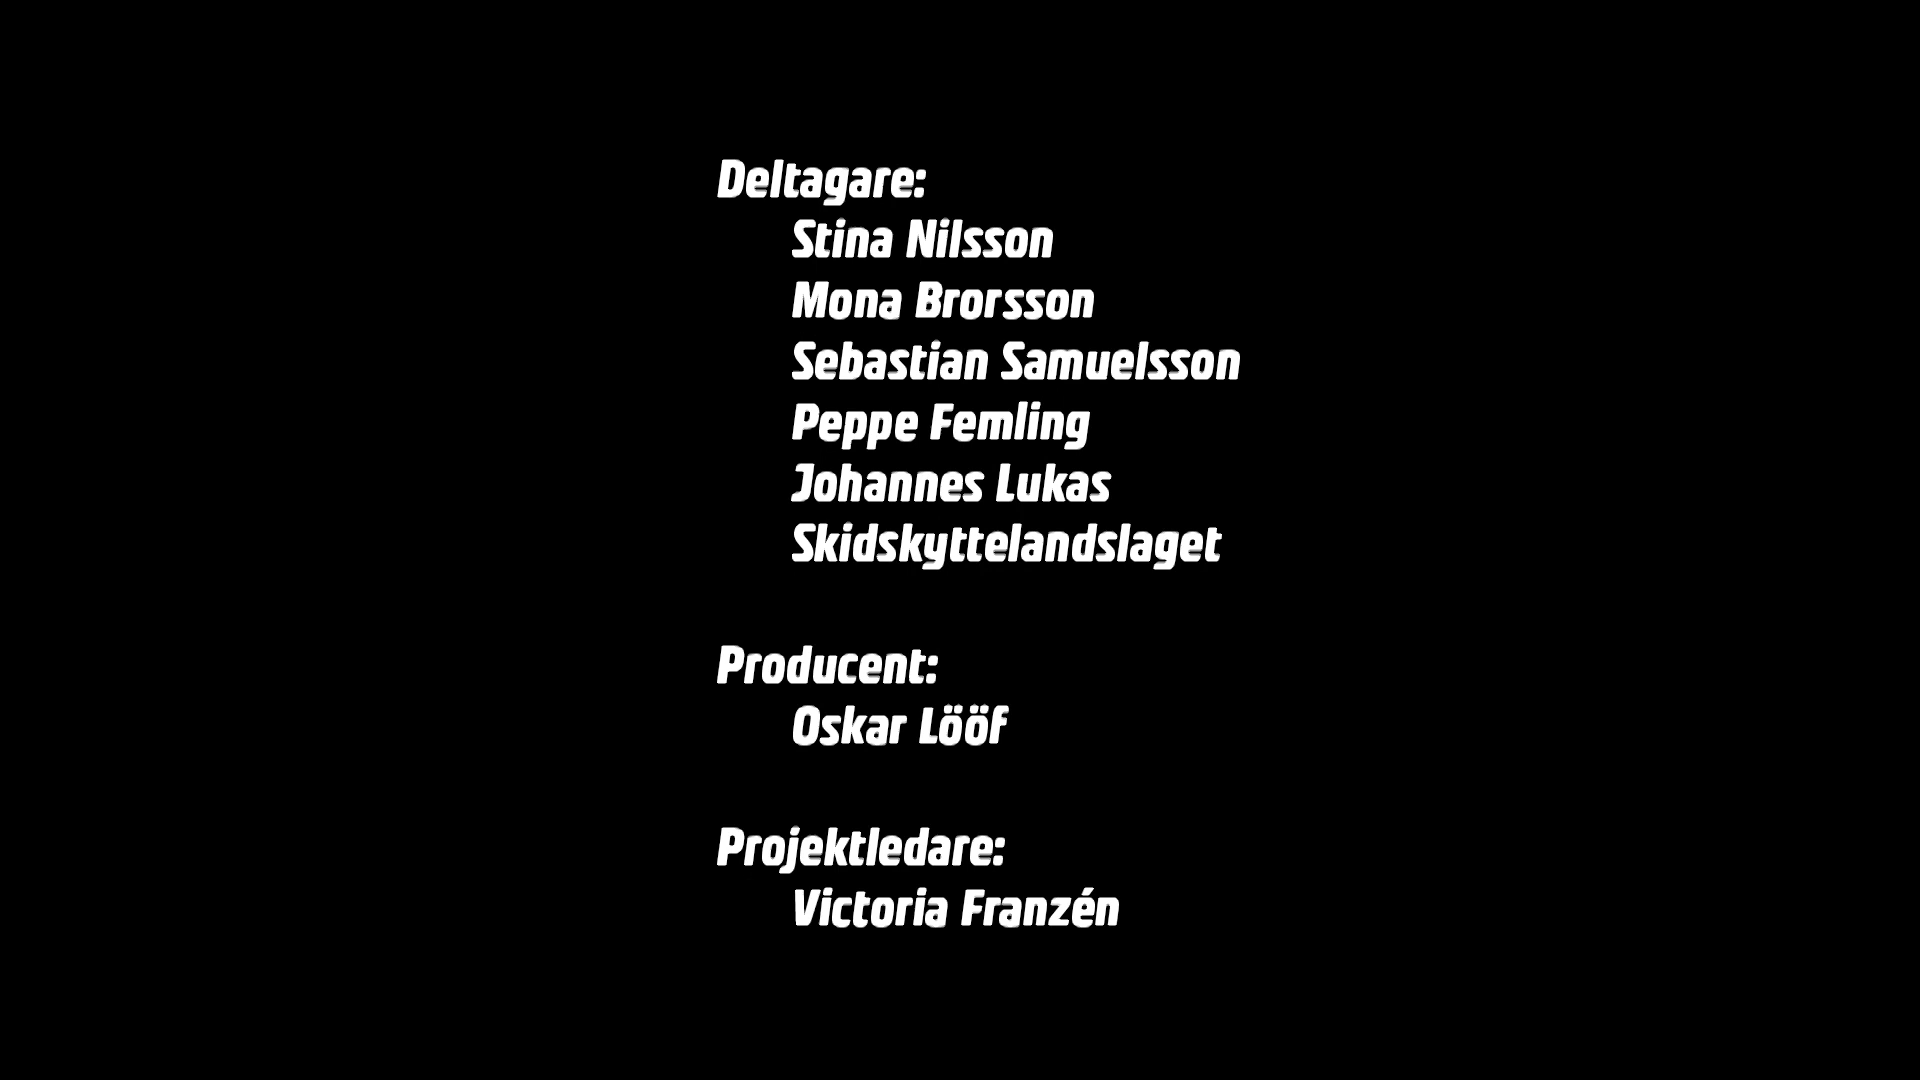 Deltagare:
Stina Nilsson
Mona Brorsson
Sebastian Samuelsson
Peppe Femling
Johannes Lukas
Skidskyttelandslaget
Producent:
Oskar Lööf
Projektledare:
Victoria Franzén